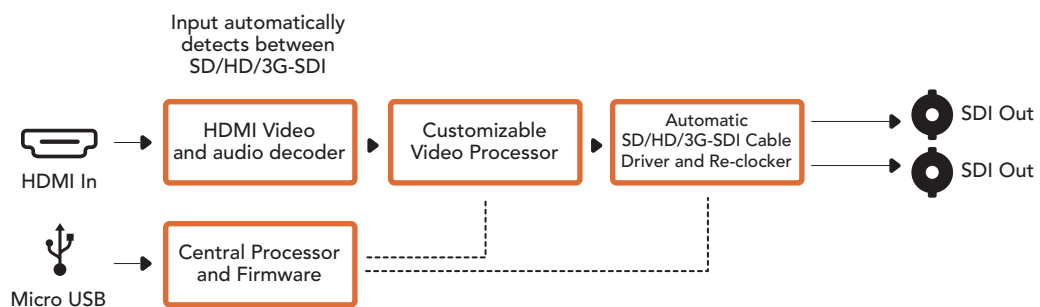 Input automatically
detects between
SD/HD/3G-SDI
HDMI In
HDMI Video
and audio decoder
Customizable
Video Processor
Automatic
SD/HD/3G-SDI Cable
Driver and Re-clocker
SDI Out
SDI Out
Micro USB
Central Processor
and Firmware